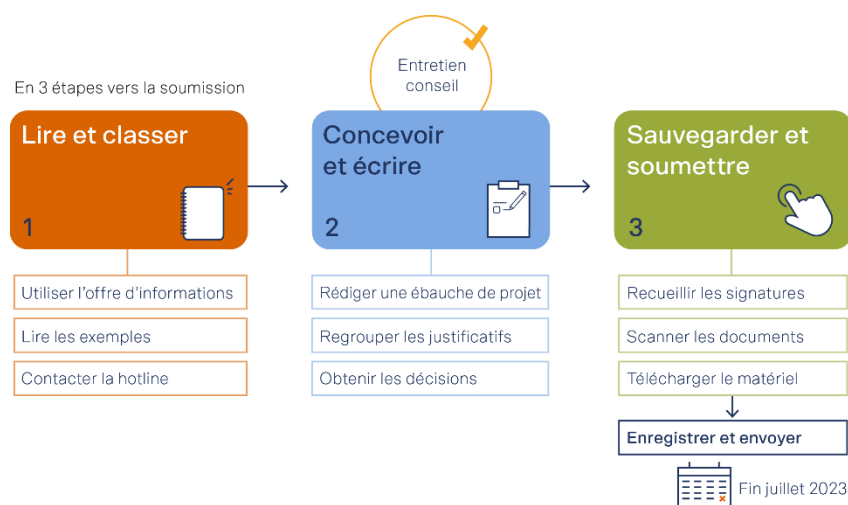 En 3 étapes vers la soumission
Entretien
conseil
Lire et classer
1
Concevoir
et écrire
2
Sauvegarder et
soumettre
3
Utiliser l'offre d'informations
Lire les exemples
Contacter la hotline
Rédiger une ébauche de projet
Regrouper les justificatifs
Obtenir les décisions
Recueillir les signatures
Scanner les documents
Télécharger le matériel
Enregistrer et envoyer
Fin juillet 2023